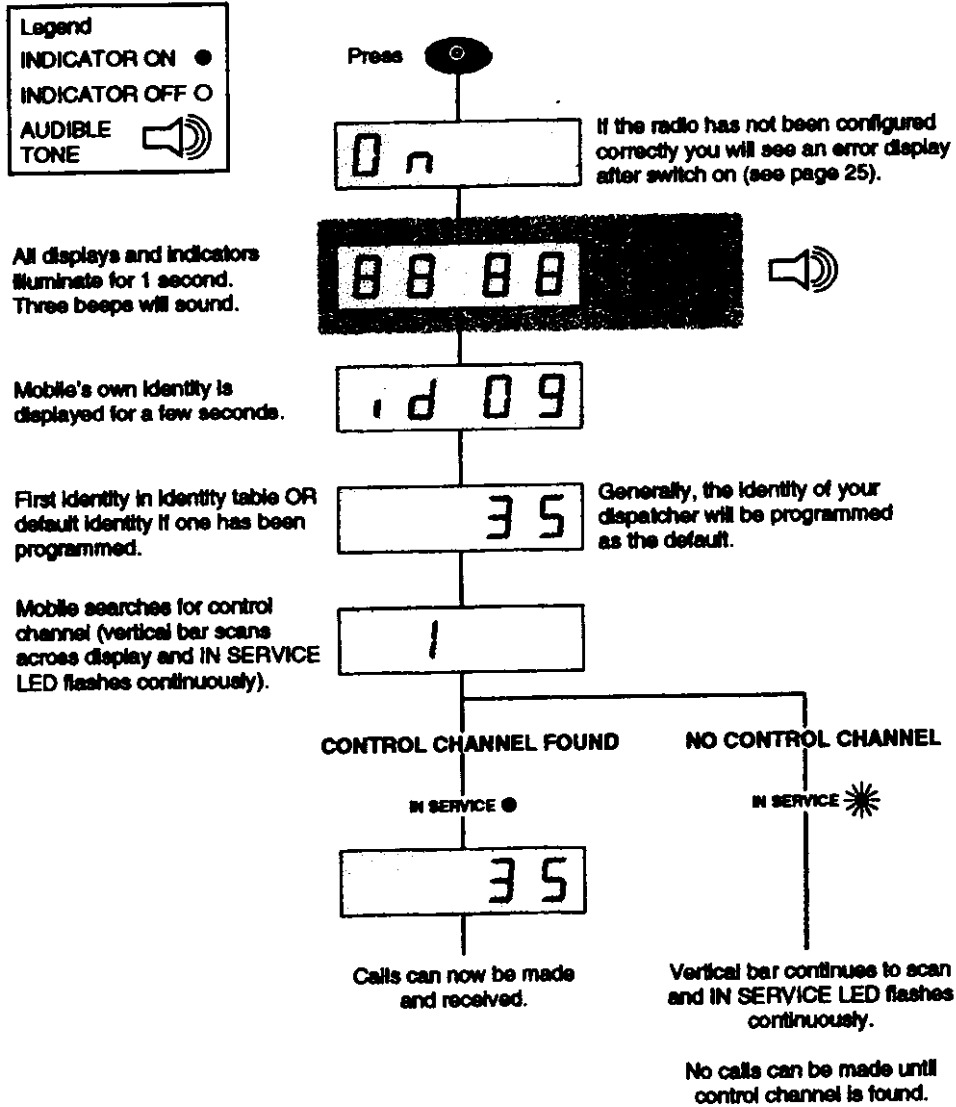 Legend
INDICATOR ON
INDICATOR OFF
AUDIBLE
TONE
Press
On
If the radio has not been configured
correctly you will see an error display
after switch on (see page 25).
All displays and indicators
illuminate for 1 second.
Three beeps will sound.
88 88
Mobile's own identity is
displayed for a few seconds.
id 09
First identity in identity table OR
default identity if one has been
programmed.
35
Generally, the identity of your
dispatcher will be programmed
as the default.
Mobile searches for control
channel (vertical bar scans
across display and IN SERVICE
LED flashes continuously).
CONTROL CHANNEL FOUND
IN SERVICE
35
Calls can now be made
and received.
NO CONTROL CHANNEL
IN SERVICE
Vertical bar continues to scan
and IN SERVICE LED flashes
continuously.
No calls can be made until
control channel is found.